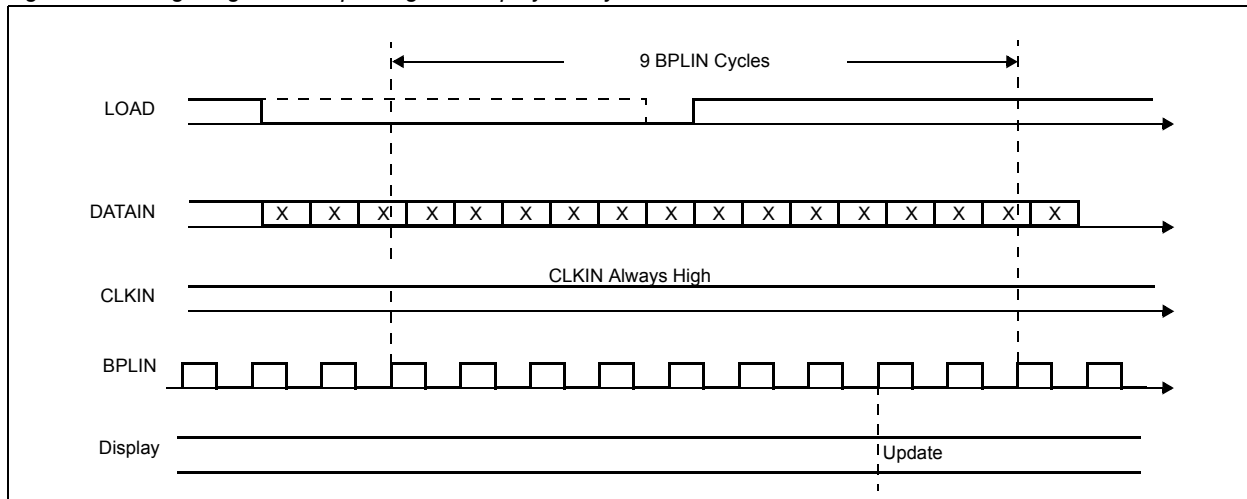 9 BPLIN Cycles
LOAD
DATAIN
X X X X X X X X X X X X X X X X X
CLKIN Always High
CLKIN
BPLIN
Display
Update